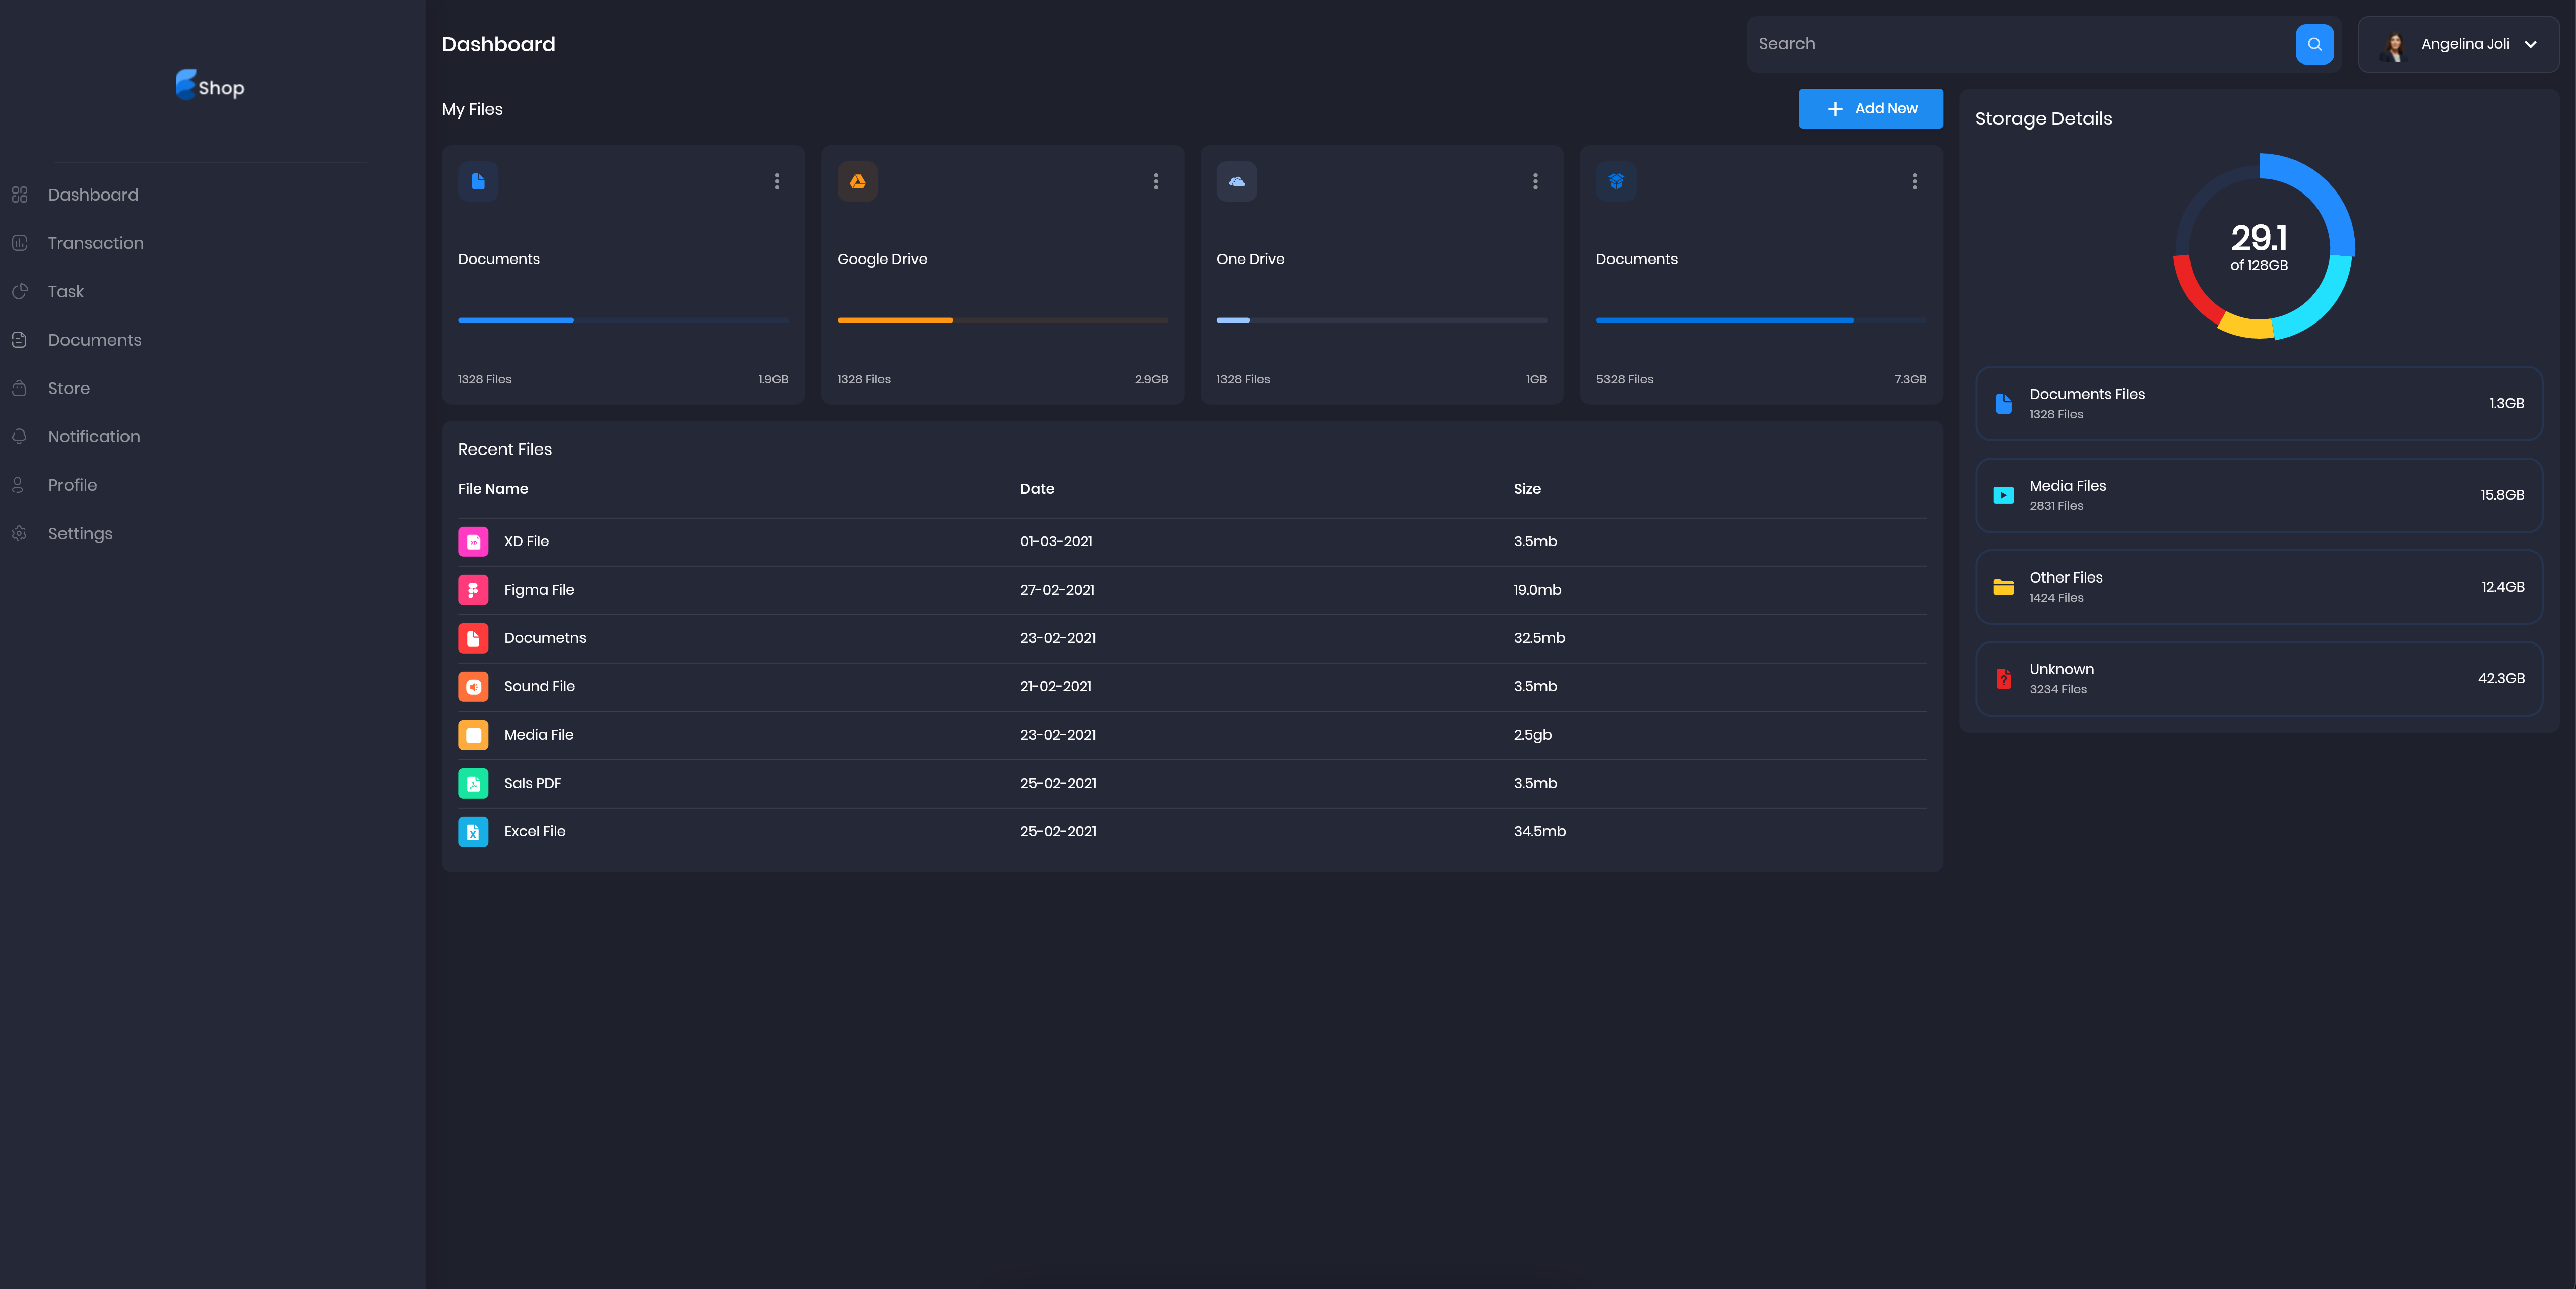 Shop
Dashboard
Transaction
Task
Documents
Store
Notification
Profile
Settings
Dashboard
Search
Angelina Joli
My Files
Add New
Documents
1328 Files 1.9GB
Google Drive
1328 Files 2.9GB
One Drive
1328 Files 1GB
Documents
5328 Files 7.3GB
Recent Files
File Name Date Size
XD File 01-03-2021 3.5mb
Figma File 27-02-2021 19.0mb
Documetns 23-02-2021 32.5mb
Sound File 21-02-2021 3.5mb
Media File 23-02-2021 2.5gb
Sals PDF 25-02-2021 3.5mb
Excel File 25-02-2021 34.5mb
Storage Details
29.1
of 128GB
Documents Files
1328 Files
1.3GB
Media Files
2831 Files
15.8GB
Other Files
1424 Files
12.4GB
Unknown
3234 Files
42.3GB